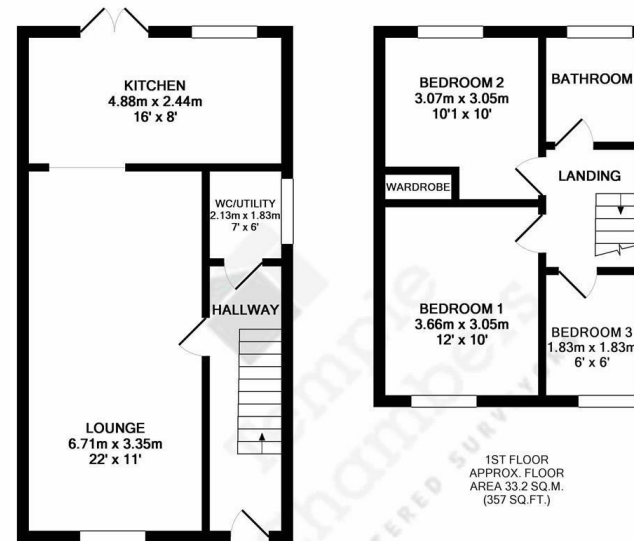 KITCHEN
4.88m x 2.44m
16' x 8'
WC/UTILITY
2.13m x 1.83m
7' x 6'
HALLWAY
LOUNGE
6.71m x 3.35m
22' x 11'
BEDROOM 2
3.07m x 3.05m
10'1 x 10'
BATHROOM
WARDROBE
LANDING
BEDROOM 1
3.66m x 3.05m
12' x 10'
BEDROOM 3
1.83m x 1.83m
6' x 6'
1ST FLOOR
APPROX. FLOOR
AREA 33.2 SQ.M.
(357 SQ.FT.)
temple
chambers